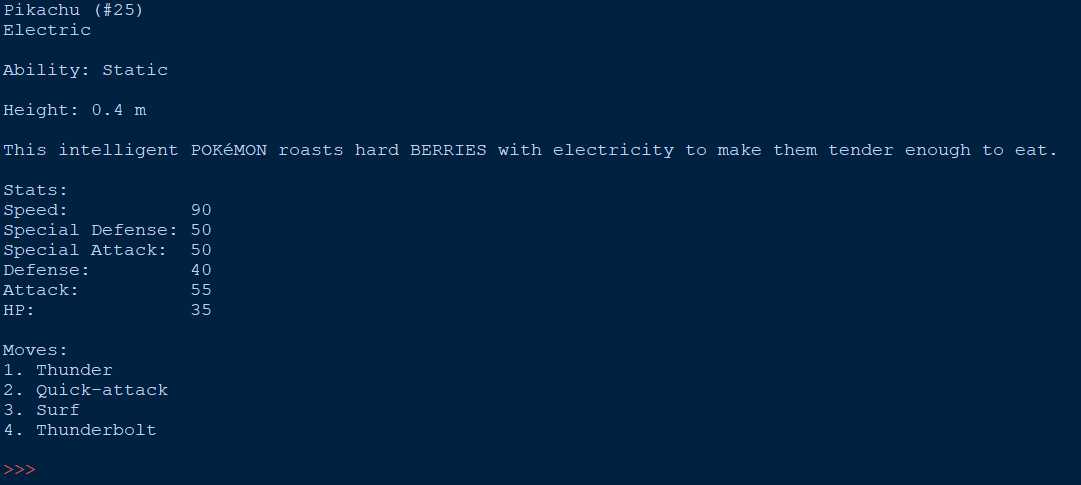 Pikachu (#25)
Electric
Ability: Static
Height: 0.4 m
This intelligent POKéMON roasts hard BERRIES with electricity to make them tender enough to eat.
Stats:
Speed: 90
Special Defense: 50
Special Attack: 50
Defense: 40
Attack: 55
HP: 35
Moves:
1. Thunder
2. Quick-attack
3. Surf
4. Thunderbolt
>>>